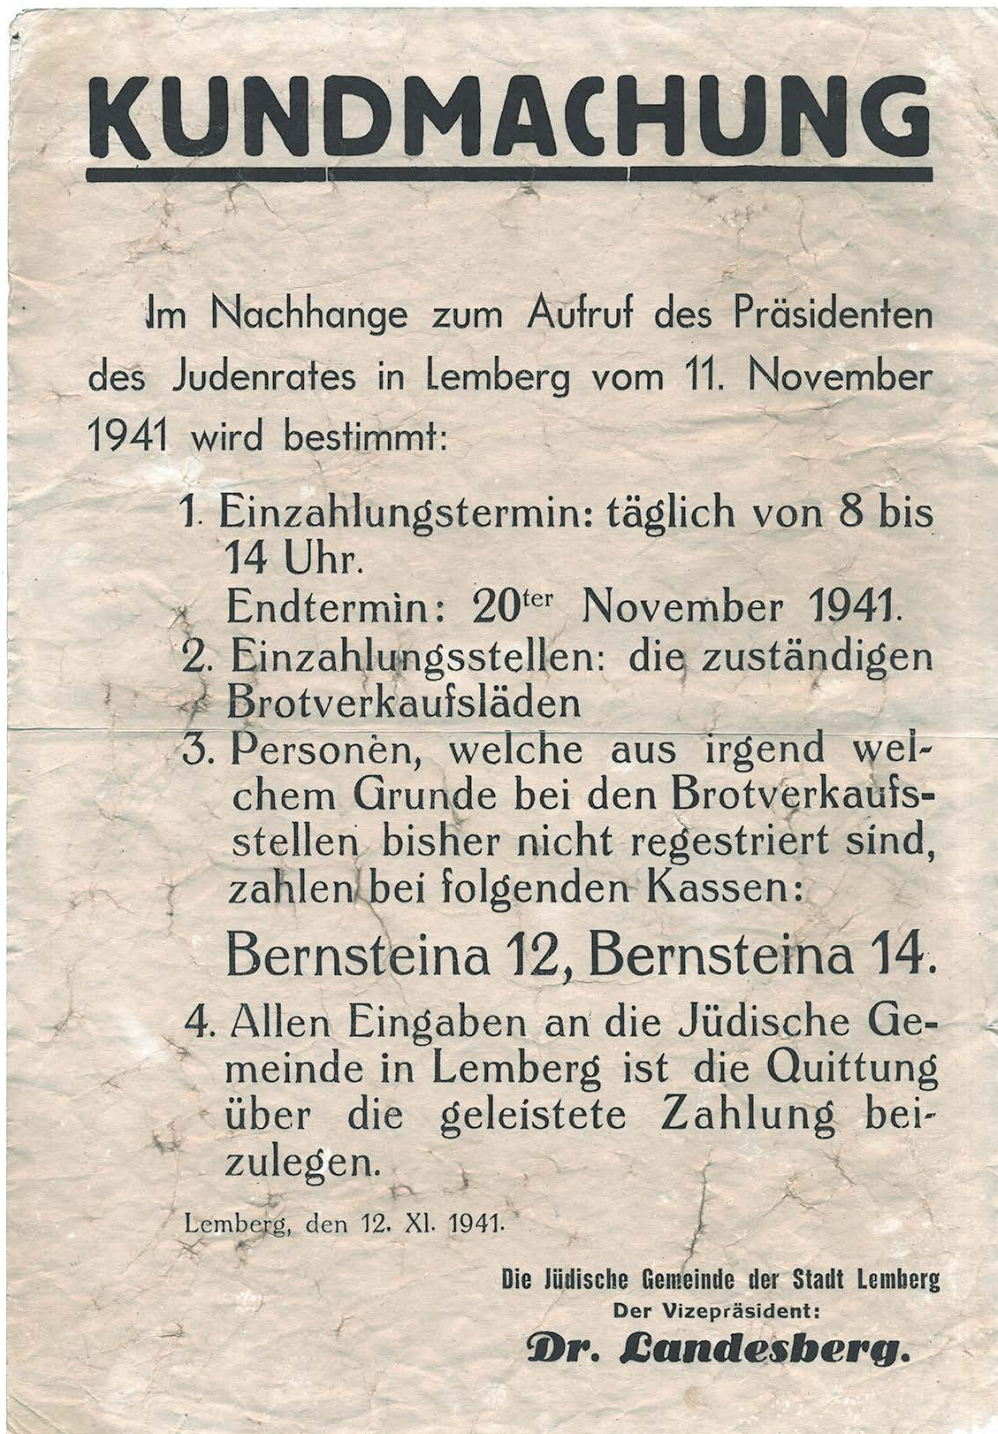 KUNDMACHUNG
Im Nachhange zum Aufruf des Präsidenten
des Judenrates in Lemberg vom 11. November
1941 wird bestimmt:
1. Einzahlungstermin: täglich von 8 bis
14 Uhr.
Endtermin: 20ter November 1941.
2. Einzahlungsstellen: die zuständigen
Brotverkaufsläden
3. Personen, welche aus irgend wel-
chem Grunde bei den Brotverkaufs-
stellen bisher nicht regestriert sind,
zahlen bei folgenden Kassen:
Bernsteina 12, Bernsteina 14.
4. Allen Eingaben an die Jüdische Ge-
meinde in Lemberg ist die Quittung
über die geleistete Zahlung bei-
zulegen.
Lemberg, den 12. XI. 1941.
Die Jüdische Gemeinde der Stadt Lemberg
Der Vizepräsident:
Dr. Landesberg.